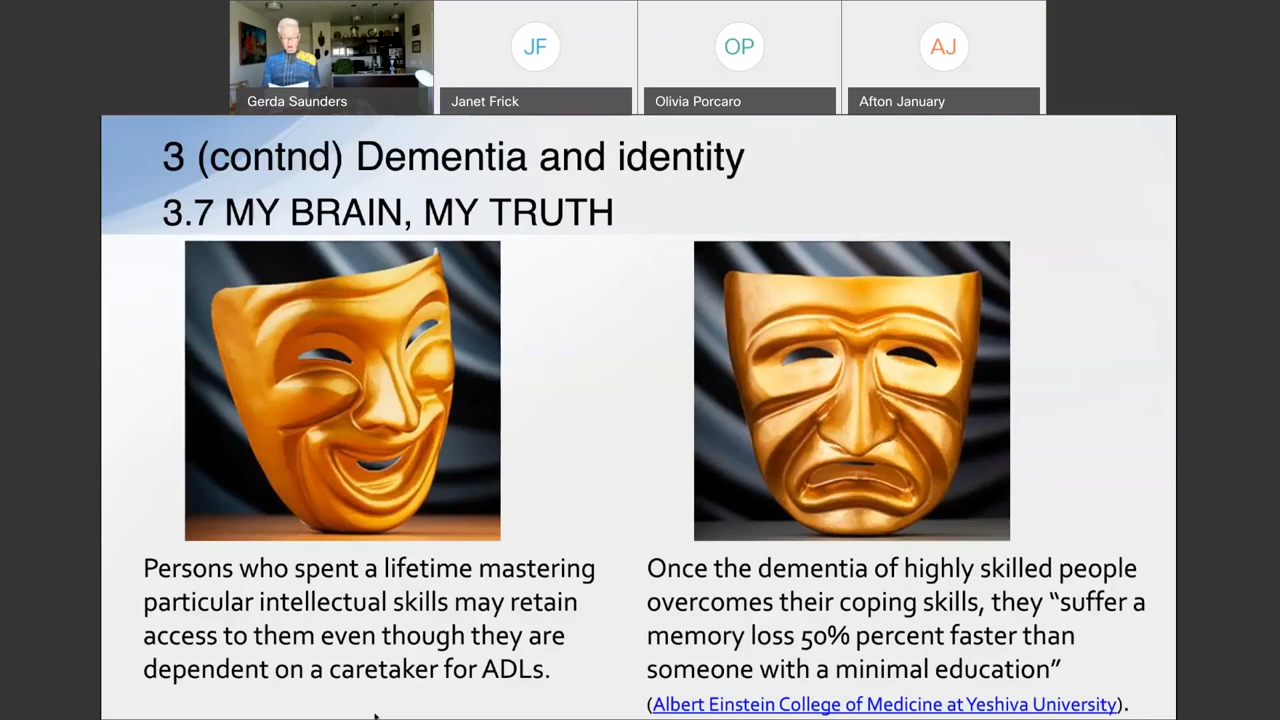 JF
OP
AJ
Gerda Saunders
Janet Frick
Olivia Porcaro
Afton January
3 (contnd) Dementia and identity
3.7 MY BRAIN, MY TRUTH
Persons who spent a lifetime mastering
particular intellectual skills may retain
access to them even though they are
dependent on a caretaker for ADLs.
Once the dementia of highly skilled people
overcomes their coping skills, they “suffer a
memory loss 50% percent faster than
someone with a minimal education”
(Albert Einstein College of Medicine at Yeshiva University).